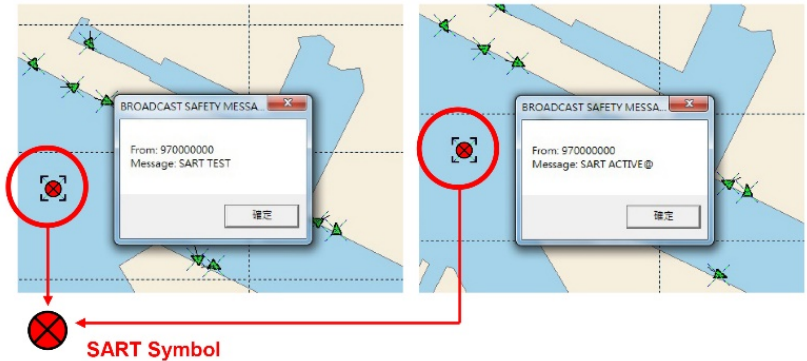 BROADCAST SAFETY MESSA...
From: 970000000
Message: SART TEST
確定
BROADCAST SAFETY MESSA...
From: 970000000
Message: SART ACTIVE@
確定
SART Symbol